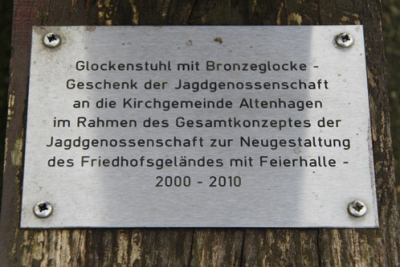 Glockenstuhl mit Bronzeglocke -
Geschenk der Jagdgenossenschaft
an die Kirchgemeinde Altenhagen
im Rahmen des Gesamtkonzeptes der
Jagdgenossenschaft zur Neugestaltung
des Friedhofsgeländes mit Feierhalle -
2000 - 2010